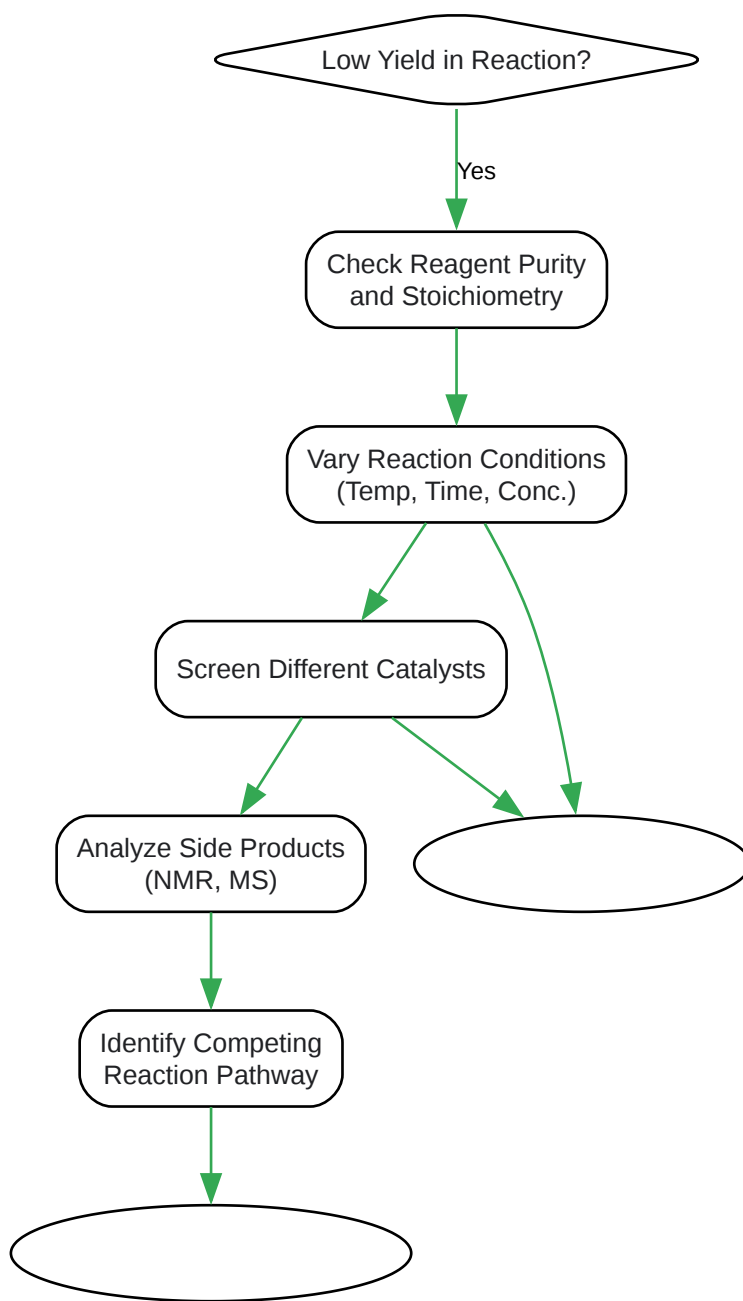 Low Yield in Reaction?
Yes
Check Reagent Purity
and Stoichiometry
Vary Reaction Conditions
(Temp, Time, Conc.)
Screen Different Catalysts
Analyze Side Products
(NMR, MS)
Identify Competing
Reaction Pathway